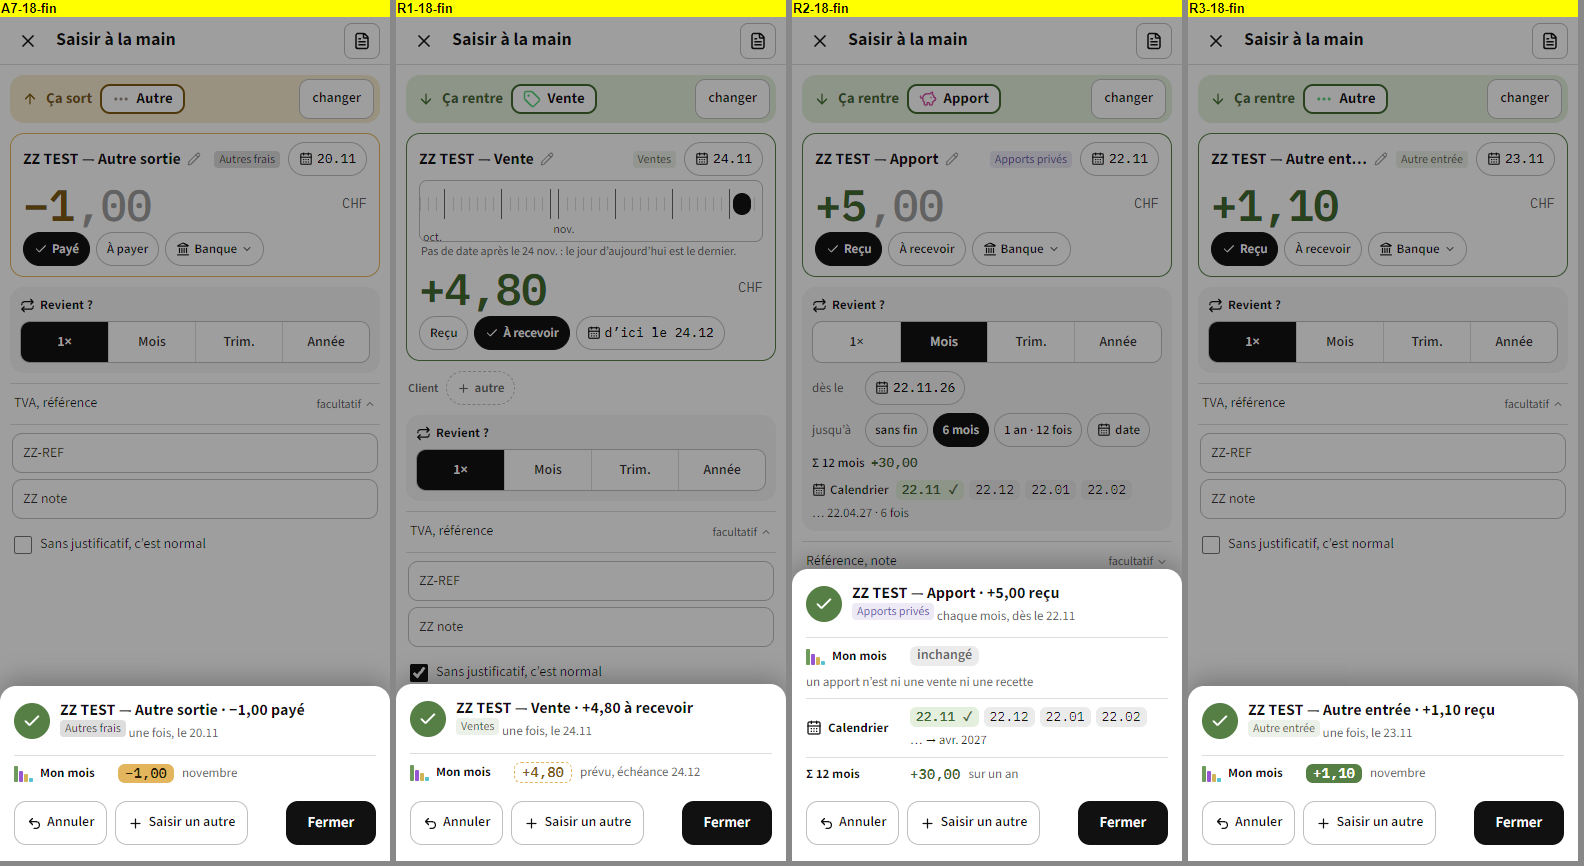 A7-18-fin
Saisir à la main
Ça sort
Autre
changer
ZZ TEST — Autre sortie
Autres frais
20.11
−1,00
CHF
Payé
À payer
Banque
Revient ?
1×
Mois
Trim.
Année
TVA, référence
facultatif
ZZ-REF
ZZ note
Sans justificatif, c’est normal
ZZ TEST — Autre sortie · −1,00 payé
Autres frais
une fois, le 20.11
Mon mois
−1,00
novembre
Annuler
Saisir un autre
Fermer
R1-18-fin
Saisir à la main
Ça rentre
Vente
changer
ZZ TEST — Vente
Ventes
24.11
oct.
nov.
Pas de date après le 24 nov. : le jour d’aujourd’hui est le dernier.
+4,80
CHF
Reçu
À recevoir
d’ici le 24.12
Client
+ autre
Revient ?
1×
Mois
Trim.
Année
TVA, référence
facultatif
ZZ-REF
ZZ note
Sans justificatif, c’est normal
ZZ TEST — Vente · +4,80 à recevoir
Ventes
une fois, le 24.11
Mon mois
+4,80
prévu, échéance 24.12
Annuler
Saisir un autre
Fermer
R2-18-fin
Saisir à la main
Ça rentre
Apport
changer
ZZ TEST — Apport
Apports privés
22.11
+5,00
CHF
Reçu
À recevoir
Banque
Revient ?
1×
Mois
Trim.
Année
dès le
22.11.26
jusqu’à
sans fin
6 mois
1 an · 12 fois
date
Σ 12 mois +30,00
Calendrier
22.11 ✓
22.12
22.01
22.02
… 22.04.27 · 6 fois
Référence, note
facultatif
ZZ TEST — Apport · +5,00 reçu
Apports privés
chaque mois, dès le 22.11
Mon mois
inchangé
un apport n’est ni une vente ni une recette
Calendrier
22.11 ✓
22.12
22.01
22.02
… → avr. 2027
Σ 12 mois
+30,00
sur un an
Annuler
Saisir un autre
Fermer
R3-18-fin
Saisir à la main
Ça rentre
Autre
changer
ZZ TEST — Autre ent…
Autre entrée
23.11
+1,10
CHF
Reçu
À recevoir
Banque
Revient ?
1×
Mois
Trim.
Année
TVA, référence
facultatif
ZZ-REF
ZZ note
Sans justificatif, c’est normal
ZZ TEST — Autre entrée · +1,10 reçu
Autre entrée
une fois, le 23.11
Mon mois
+1,10
novembre
Annuler
Saisir un autre
Fermer